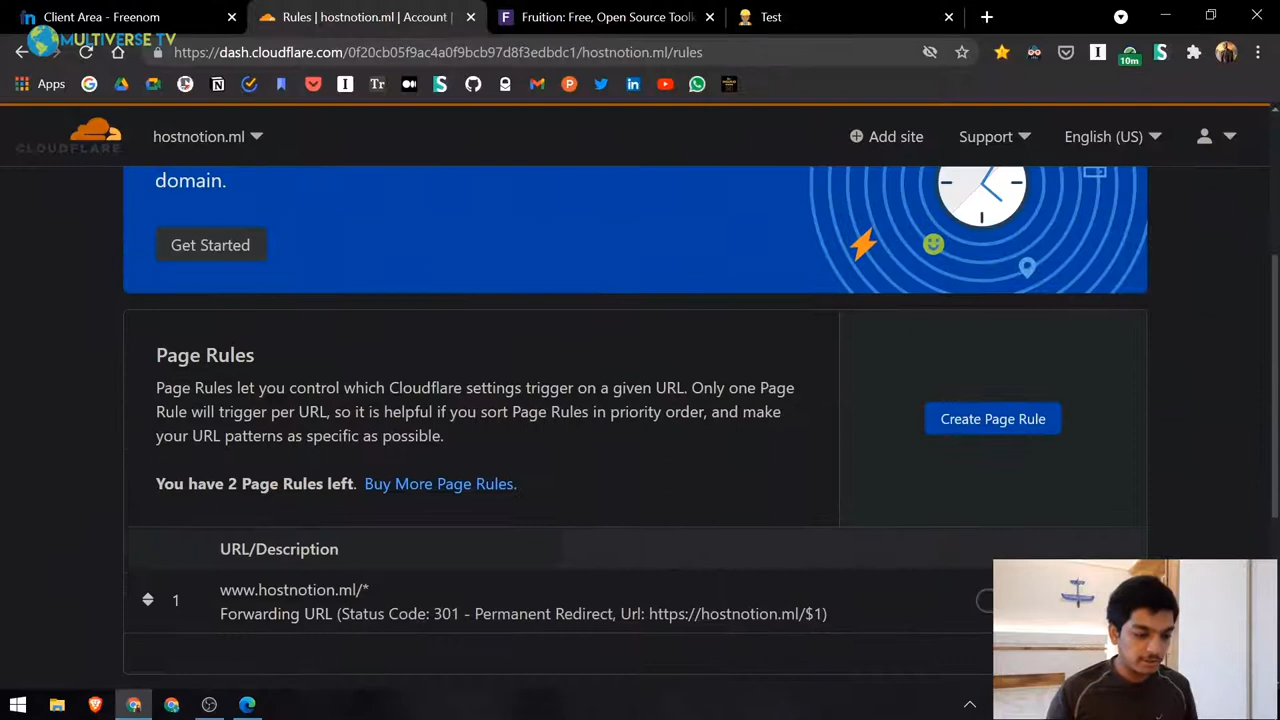 Client Area - Freenom
Rules | hostnotion.ml | Account
Fruition: Free, Open Source Toolk
Test
MULTIVERSE TV
https://dash.cloudflare.com/0f20cb05f9ac4a0f9bcb97d8f3edbdc1/hostnotion.ml/rules
10m
Apps
CLOUDFLARE
hostnotion.ml
Add site
Support
English (US)
domain.
Get Started
Page Rules
Page Rules let you control which Cloudflare settings trigger on a given URL. Only one Page
Rule will trigger per URL, so it is helpful if you sort Page Rules in priority order, and make
your URL patterns as specific as possible.
Create Page Rule
You have 2 Page Rules left. Buy More Page Rules.
URL/Description
1
www.hostnotion.ml/*
Forwarding URL (Status Code: 301 - Permanent Redirect, Url: https://hostnotion.ml/$1)